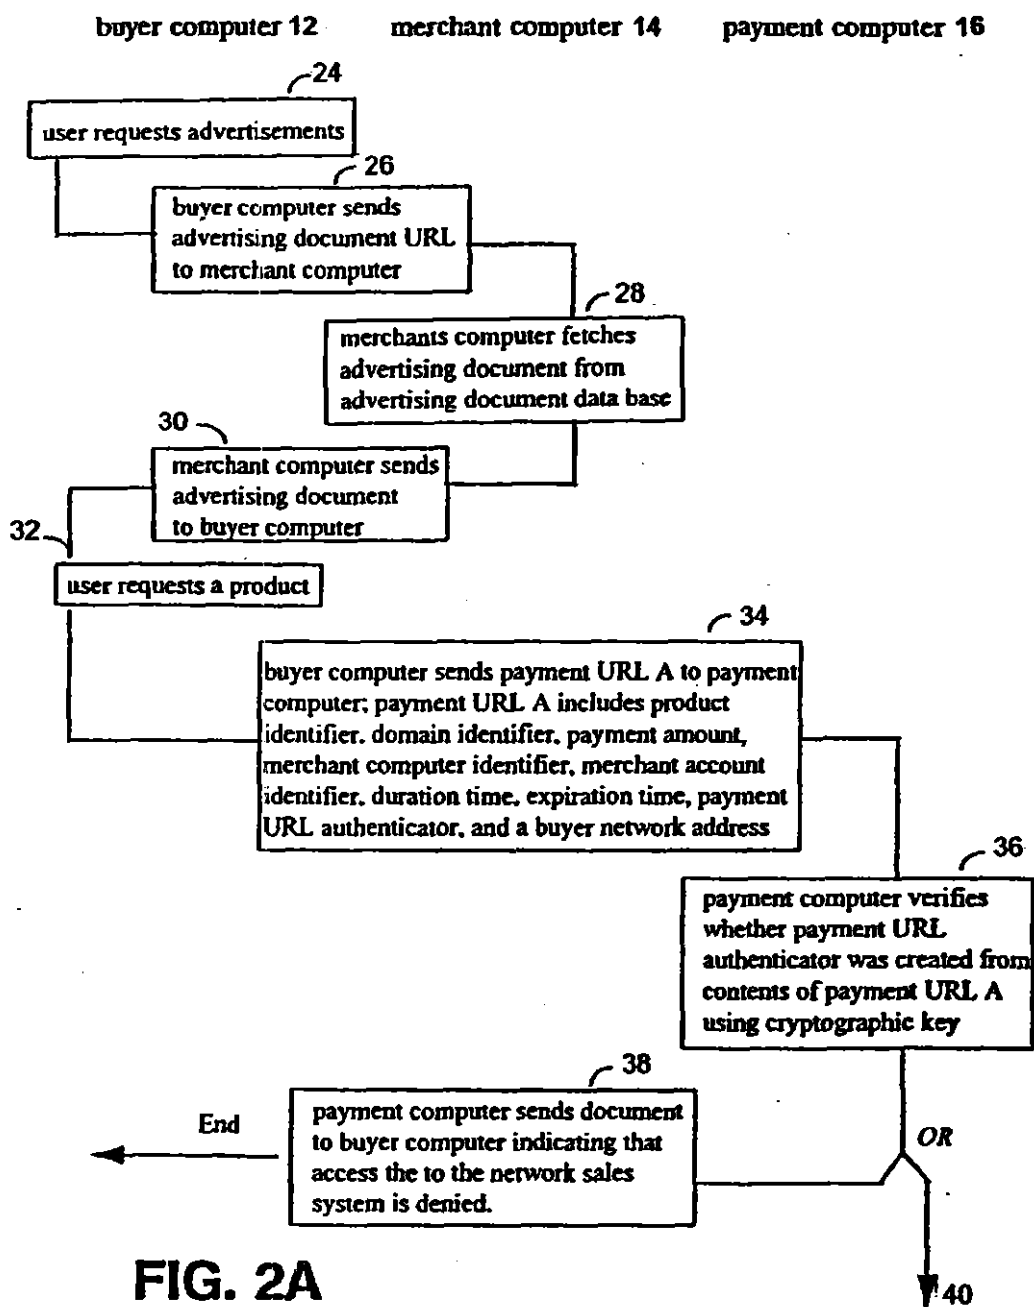 buyer computer 12 merchant computer 14 payment computer 16
24
user requests advertisements
26
buyer computer sends
advertising document URL
to merchant computer
28
merchants computer fetches
advertising document from
advertising document data base
30
merchant computer sends
advertising document
to buyer computer
32
user requests a product
34
buyer computer sends payment URL A to payment
computer; payment URL A includes product
identifier, domain identifier, payment amount,
merchant computer identifier, merchant account
identifier, duration time, expiration time, payment
URL authenticator, and a buyer network address
36
payment computer verifies
whether payment URL
authenticator was created from
contents of payment URL A
using cryptographic key
38
payment computer sends document
to buyer computer indicating that
access the to the network sales
system is denied.
End
OR
40
FIG. 2A